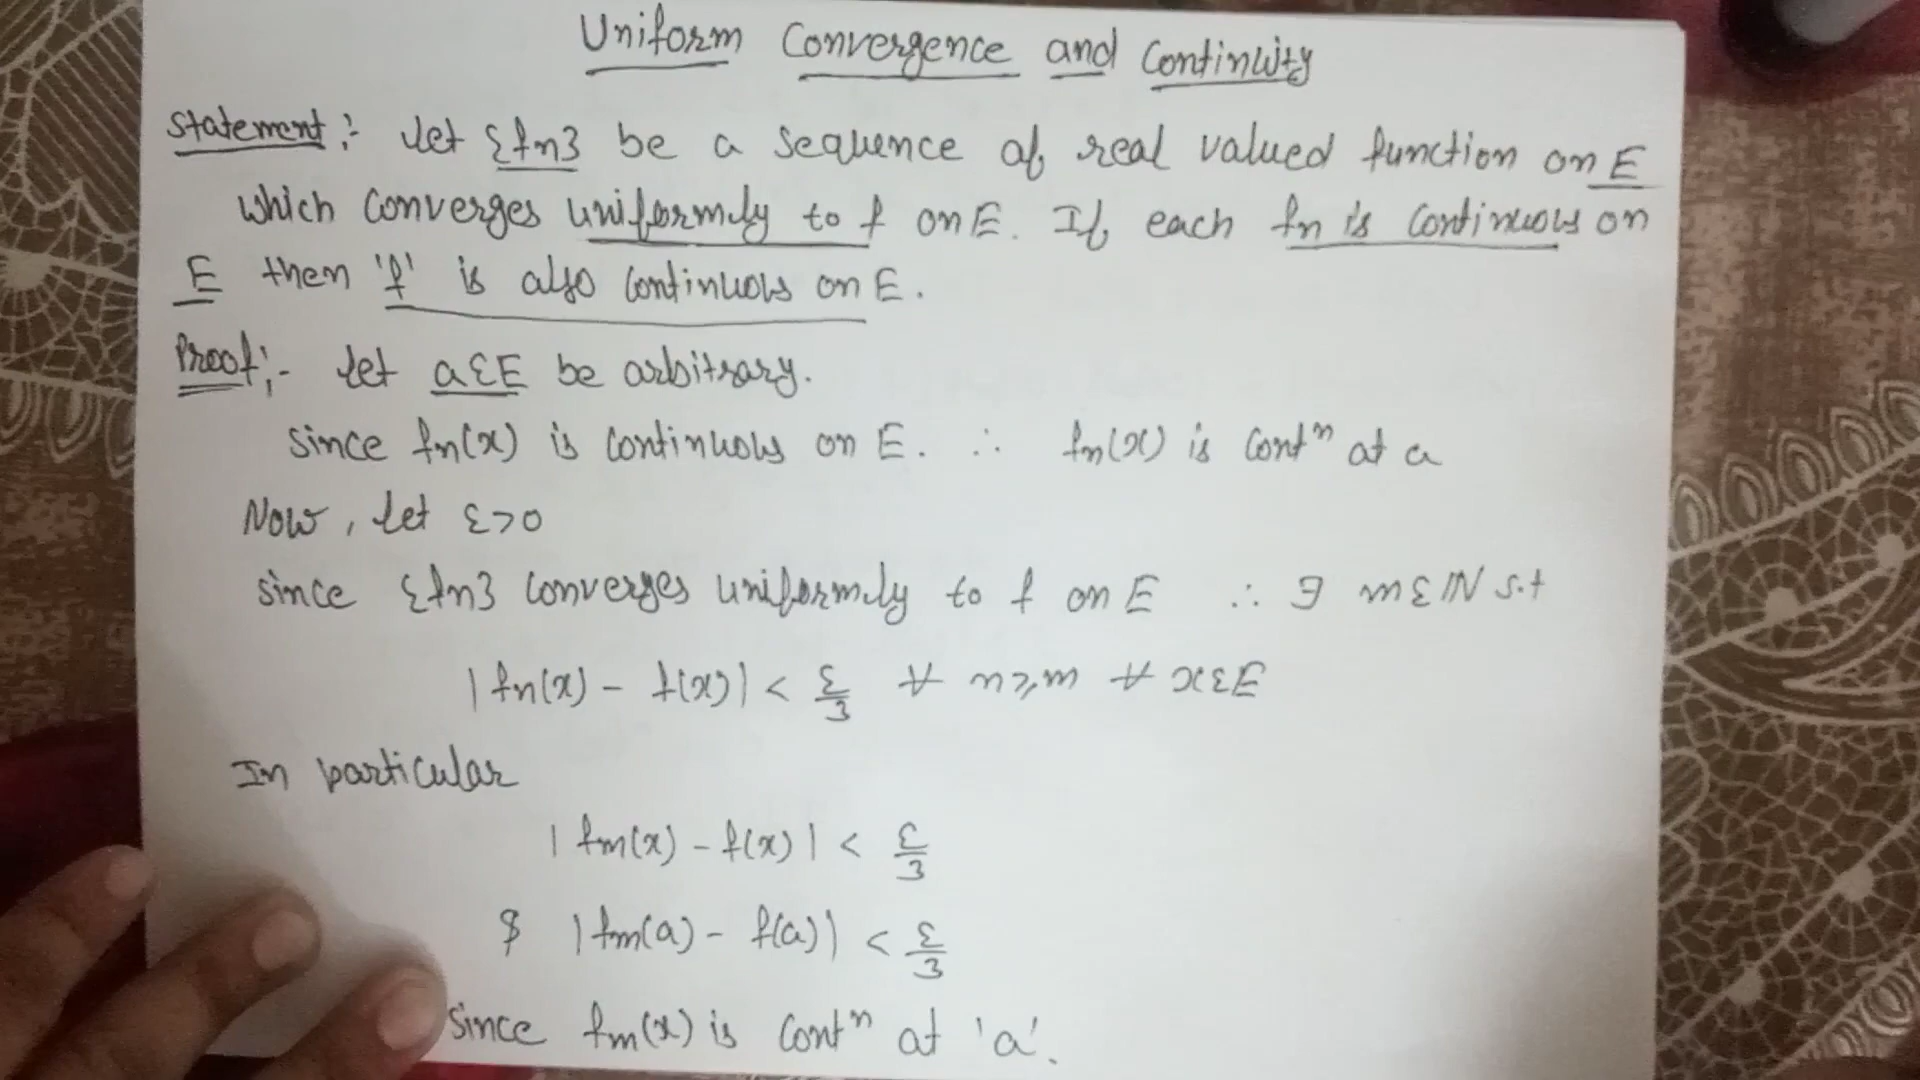 Uniform Convergence and Continuity
Statement :- Let {fn} be a sequence of real valued function on E
which converges uniformly to f on E. If each fn is continuous on
E then 'f' is also continuous on E.
Proof :- Let a ∈ E be arbitrary.
Since fn(x) is continuous on E. ∴ fn(x) is contⁿ at a
Now, let ε>0
Since {fn} converges uniformly to f on E ∴ ∃ m ∈ ℕ s.t
|fn(x) - f(x)| < ε/3 ∀ n ≥ m ∀ x ∈ E
In particular
|fm(x) - f(x)| < ε/3
& |fm(a) - f(a)| < ε/3
Since fm(x) is contⁿ at 'a'.